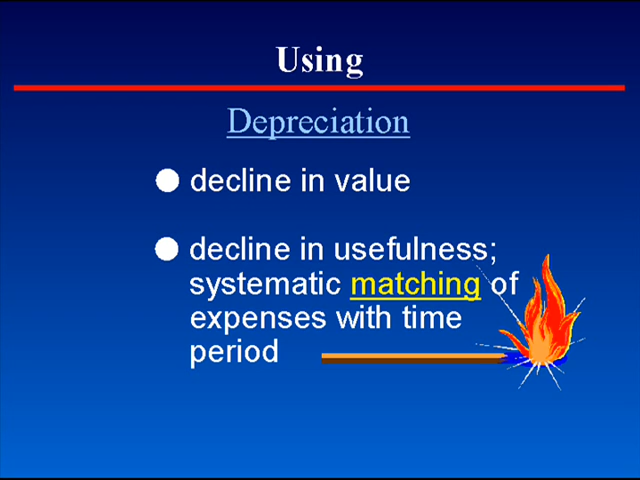 Using
Depreciation
decline in value
decline in usefulness;
systematic matching of
expenses with time
period